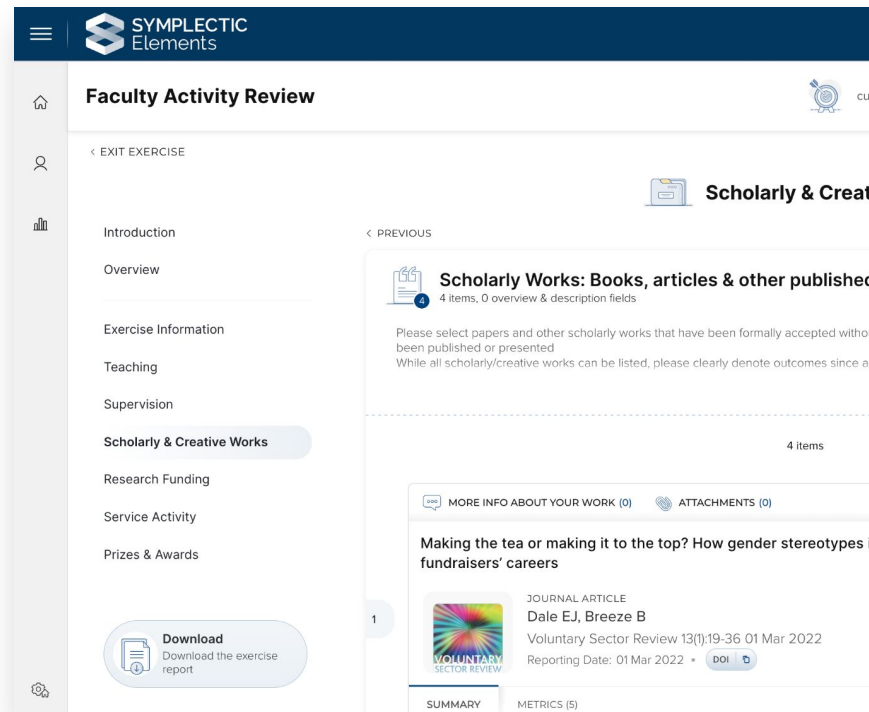 SYMPLECTIC
Elements
Faculty Activity Review
cu
< EXIT EXERCISE
Scholarly & Creat
Introduction
Overview
Exercise Information
Teaching
Supervision
Scholarly & Creative Works
Research Funding
Service Activity
Prizes & Awards
Download
Download the exercise
report
< PREVIOUS
4
Scholarly Works: Books, articles & other published
4 items, 0 overview & description fields
Please select papers and other scholarly works that have been formally accepted witho
been published or presented
While all scholarly/creative works can be listed, please clearly denote outcomes since a
4 items
MORE INFO ABOUT YOUR WORK (0) ATTACHMENTS (0)
Making the tea or making it to the top? How gender stereotypes i
fundraisers' careers
1
VOLUNTARY
SECTOR REVIEW
JOURNAL ARTICLE
Dale EJ, Breeze B
Voluntary Sector Review 13(1):19-36 01 Mar 2022
Reporting Date: 01 Mar 2022 • DOI
SUMMARY METRICS (5)